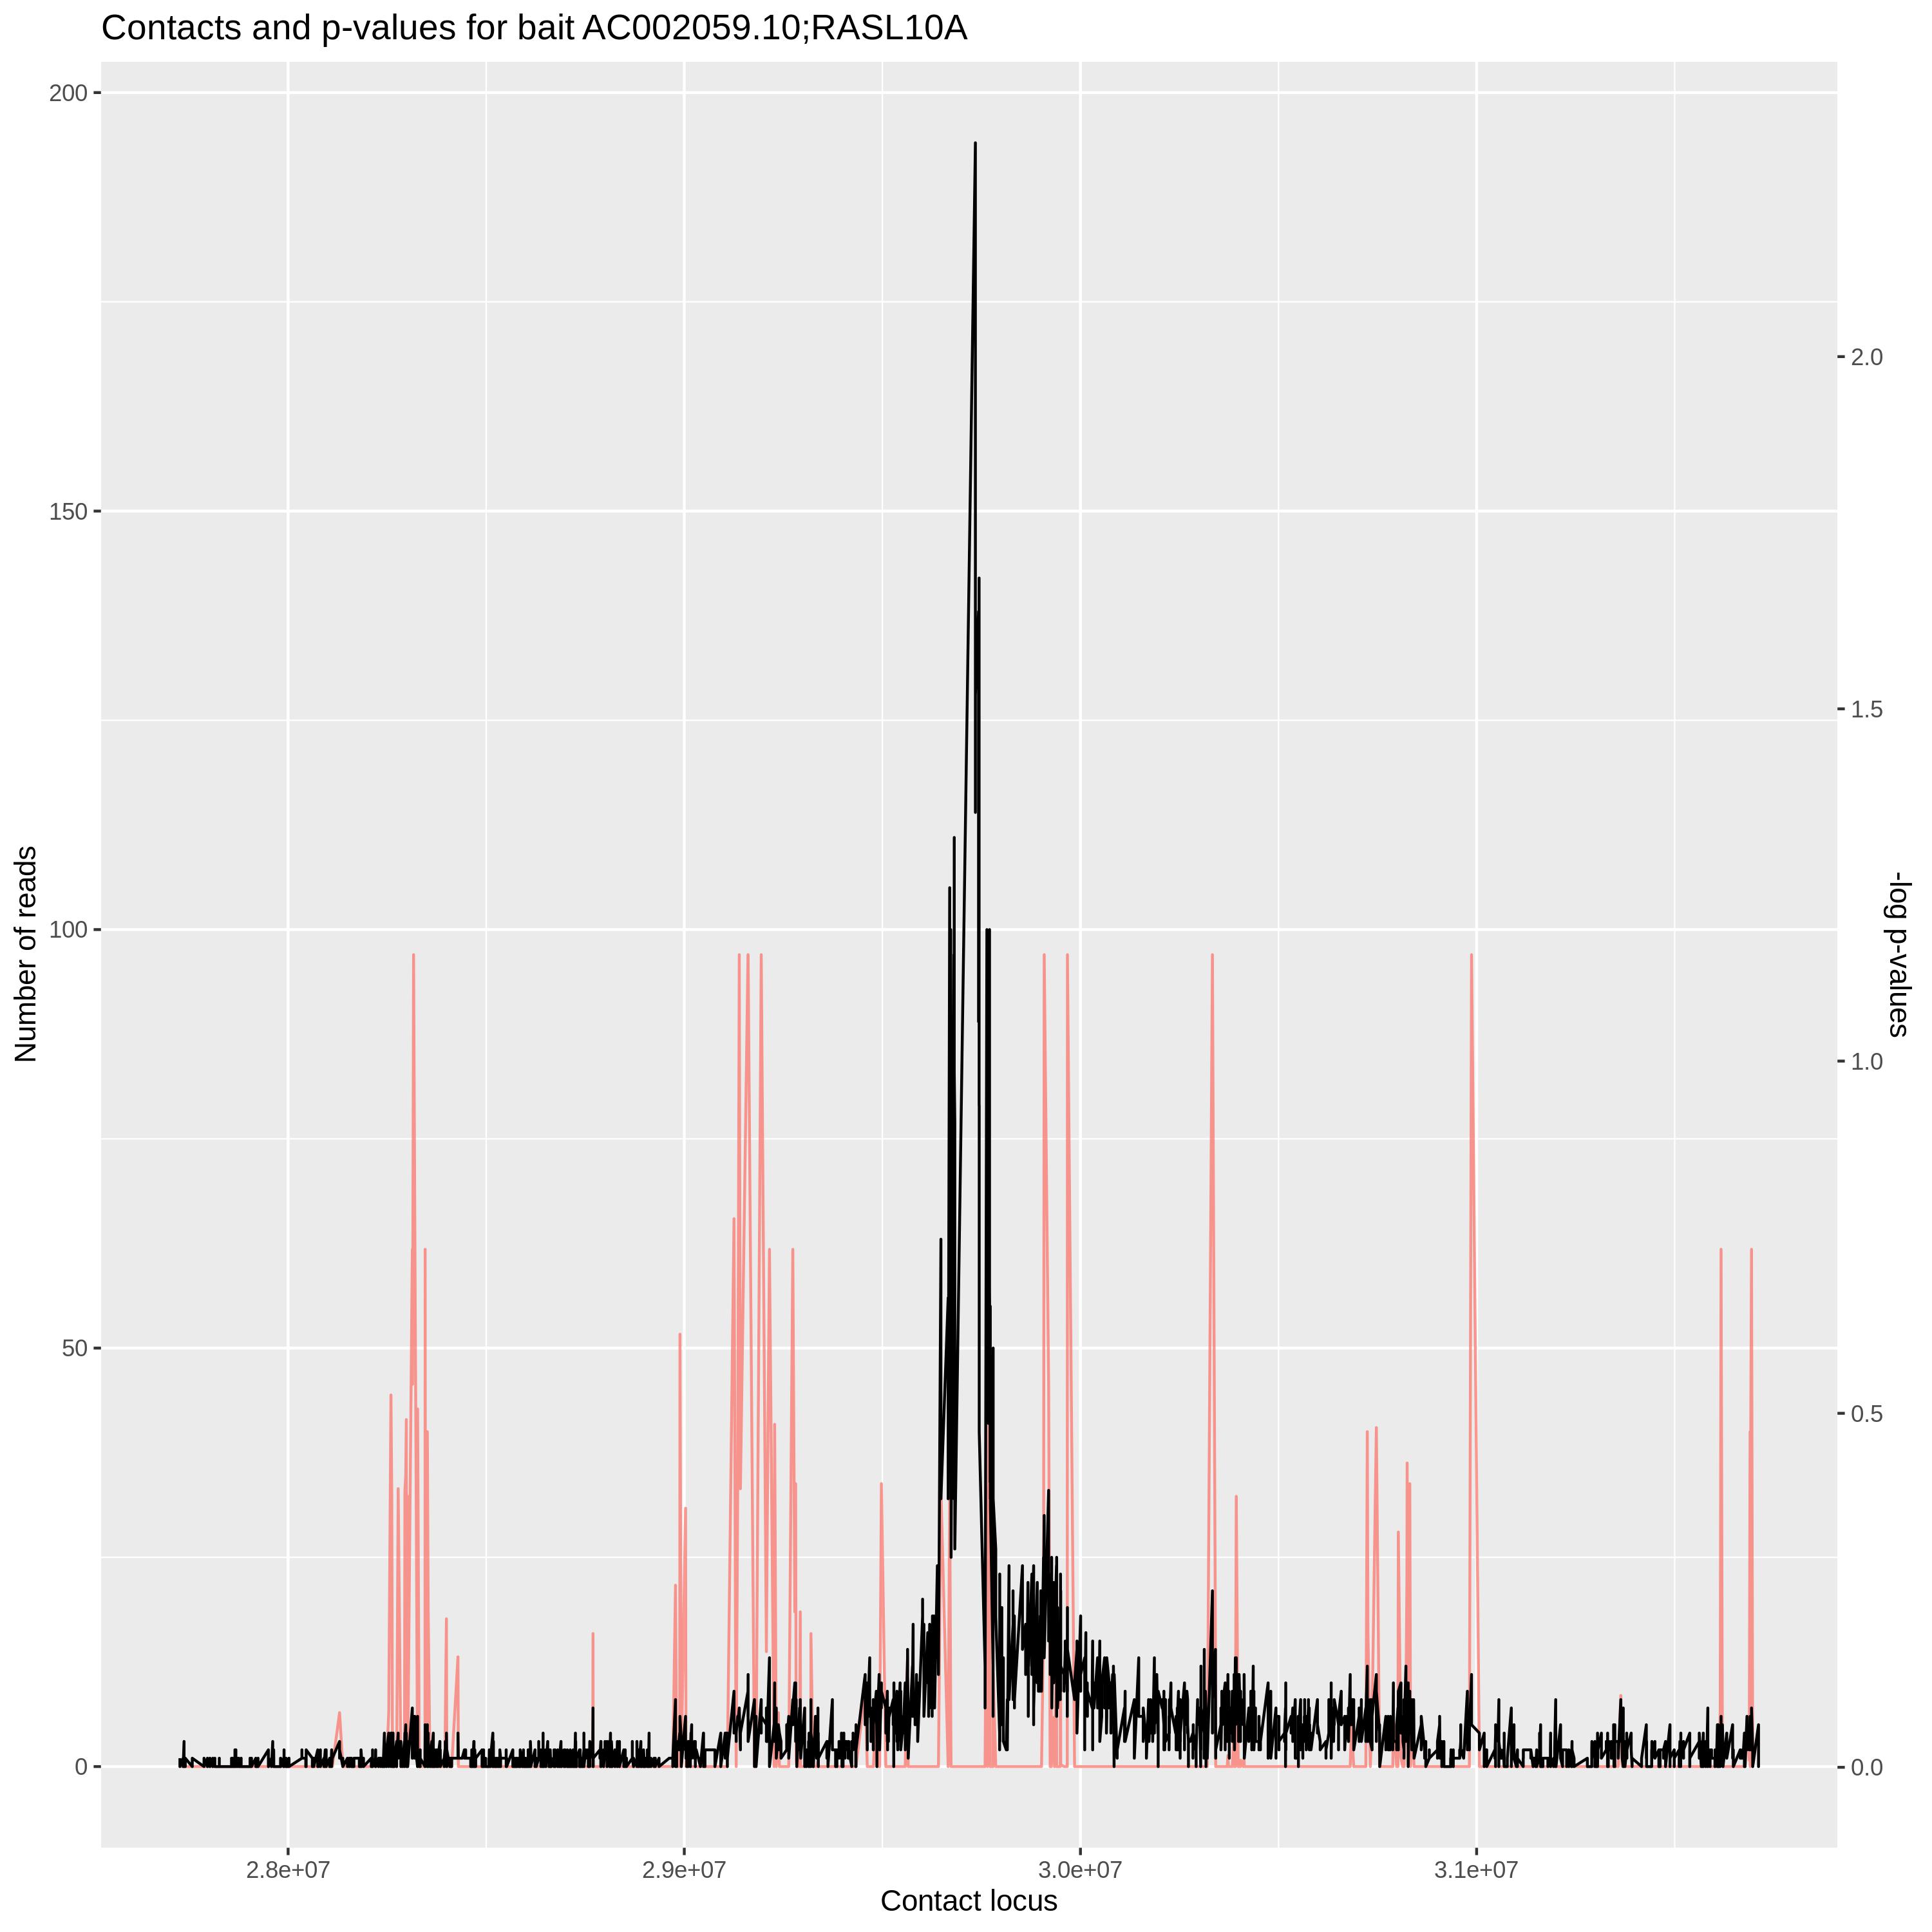 Contacts and p-values for bait AC002059.10;RASL10A
200
150
100
50
0
Number of reads
2.0
1.5
1.0
0.5
0.0
-log p-values
2.8e+07
2.9e+07
3.0e+07
3.1e+07
Contact locus